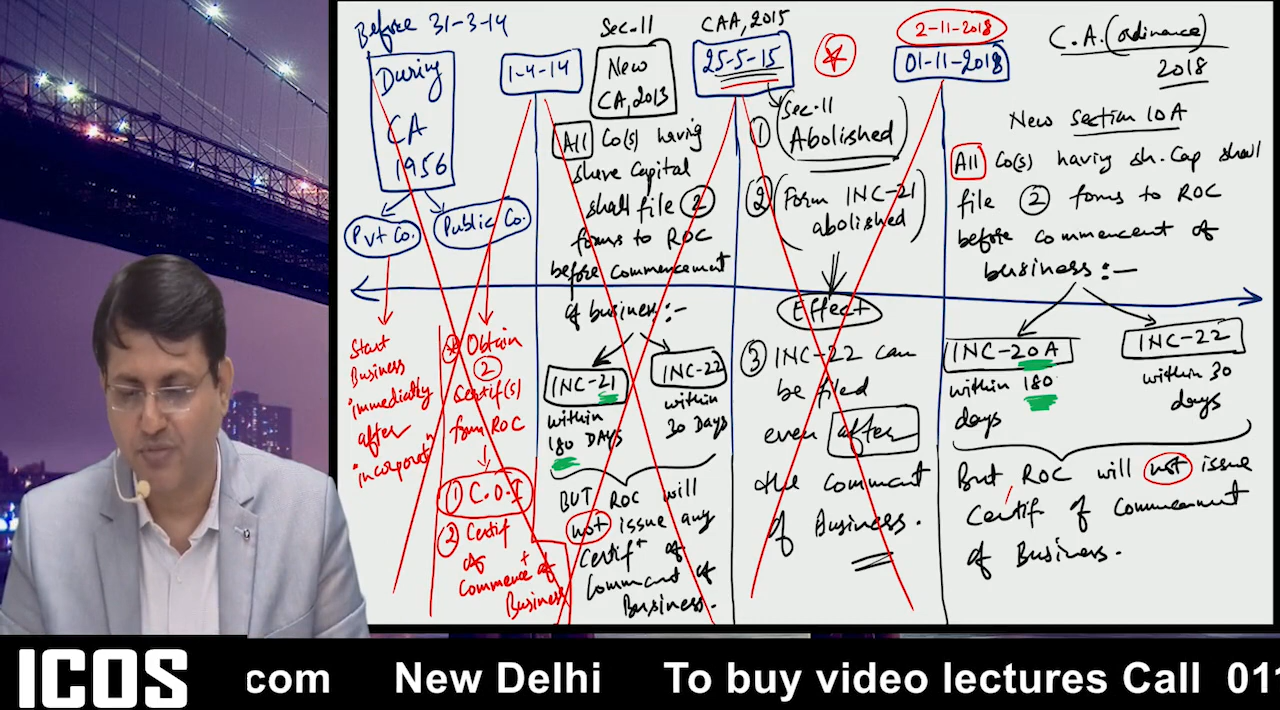 Before 31-3-14
During
CA
1956
Pvt Co.
Public Co.
Start
Business
immediately
after
incorporatn
Obtain
2
Certif(s)
from ROC
① C.O.I
② Certif
of
Commence+ of
Business
1-4-14
Sec.11
New
CA, 2013
All Co(s) having
share Capital
shall file ②
forms to ROC
before Commencement
of business:-
INC-21
within
180 DAYS
INC-22
within
30 Days
BUT ROC will
not issue any
Certif+ of
Commant of
Business.
CAA, 2015
25-5-15
① Sec.11
Abolished
② Form INC-21
abolished
Effect
③ INC-22 can
be filed
even after
the Commant
of Business.
2-11-2018
01-11-2018
C.A. (ordinance)
2018
New section 10A
All Co(s) having sh. Cap shall
file ② forms to ROC
before commencent of
business:-
INC-20A
within 180
days
INC-22
within 30
days
But ROC will not issue
Certif of Commencement
of Business.
ICOS
com New Delhi To buy video lectures Call 011